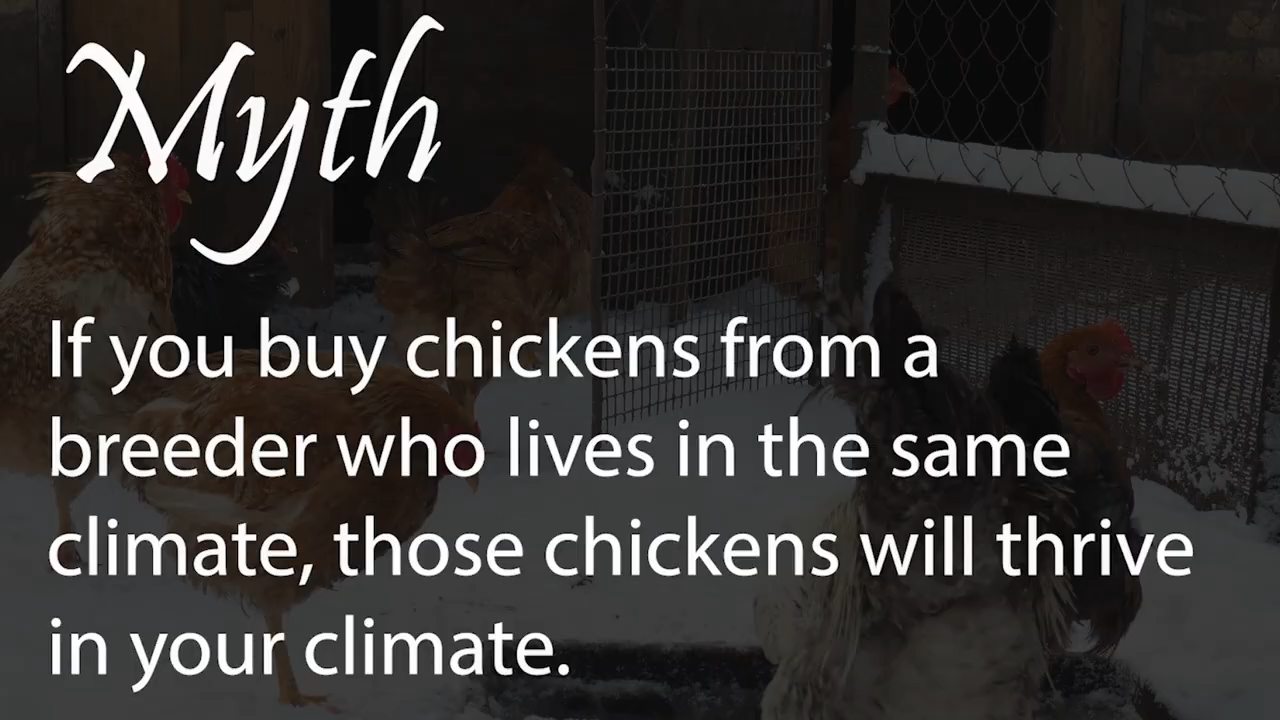 Myth
If you buy chickens from a
breeder who lives in the same
climate, those chickens will thrive
in your climate.